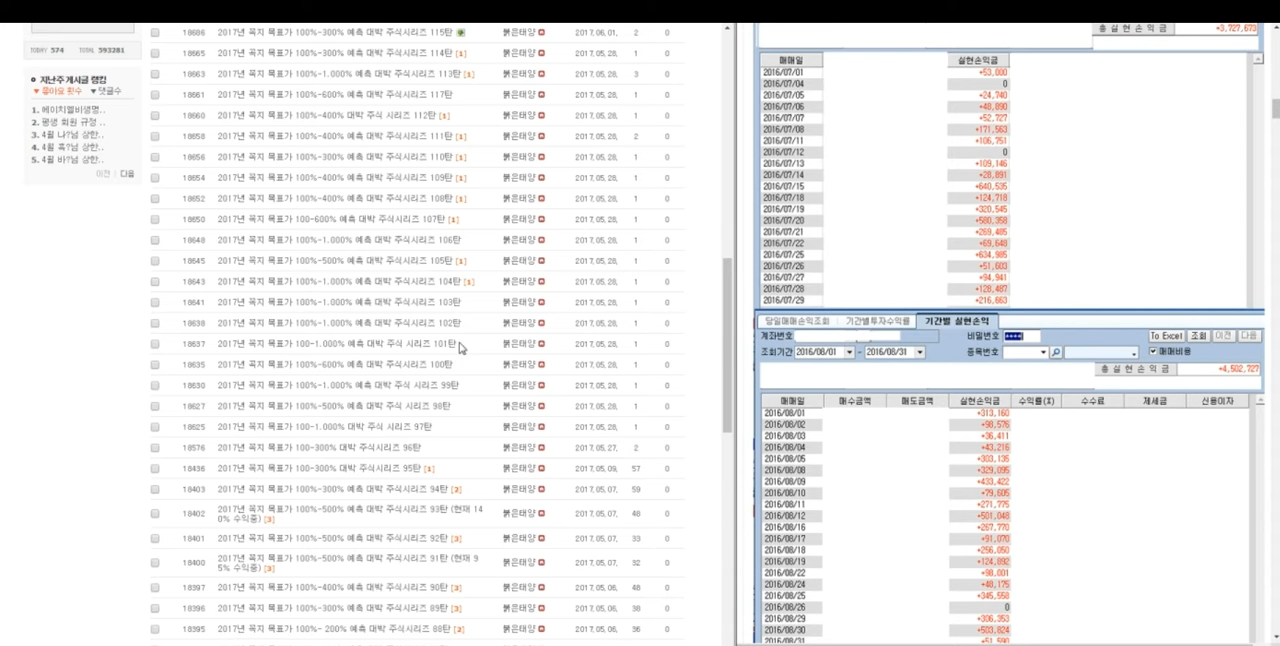 TODAY 574 TOTAL 593281
지난주게시글 랭킹
▼ 좋아요 횟수 ▼ 댓글수
1. 에이치엘비생명..
2. 평생 회원 규정 ..
3. 4월 나?님 상한..
4. 4월 흑?님 상한..
5. 4월 바?님 상한..
이전 | 다음
18686 2017년 목지 목표가 100%-300% 예측 대박 주식시리즈 115탄 붉은태양 2017.06.01, 2 0
18665 2017년 목지 목표가 100%-300% 예측 대박 주식시리즈 114탄 [1] 붉은태양 2017.05.28, 1 0
18663 2017년 목지 목표가 100%-1.000% 예측 대박 주식시리즈 113탄 [1] 붉은태양 2017.05.28, 3 0
18661 2017년 목지 목표가 100%-600% 예측 대박 주식시리즈 117탄 붉은태양 2017.05.28, 1 0
18660 2017년 목지 목표가 100%-400% 예측 대박 주식 시리즈 112탄 [1] 붉은태양 2017.05.28, 1 0
18658 2017년 목지 목표가 100%-400% 예측 대박 주식시리즈 111탄 [1] 붉은태양 2017.05.28, 2 0
18656 2017년 목지 목표가 100%-300% 예측 대박 주식시리즈 110탄 [1] 붉은태양 2017.05.28, 1 0
18654 2017년 목지 목표가 100%-400% 예측 대박 주식시리즈 109탄 [1] 붉은태양 2017.05.28, 1 0
18652 2017년 목지 목표가 100%-400% 예측 대박 주식시리즈 108탄 [1] 붉은태양 2017.05.28, 1 0
18650 2017년 목지 목표가 100-600% 예측 대박 주식시리즈 107탄 [1] 붉은태양 2017.05.28, 1 0
18648 2017년 목지 목표가 100%-1.000% 예측 대박 주식시리즈 106탄 붉은태양 2017.05.28, 1 0
18645 2017년 목지 목표가 100%-500% 예측 대박 주식시리즈 105탄 [1] 붉은태양 2017.05.28, 1 0
18643 2017년 목지 목표가 100%-1.000% 예측 대박 주식시리즈 104탄 [1] 붉은태양 2017.05.28, 1 0
18641 2017년 목지 목표가 100%-1.000% 예측 대박 주식시리즈 103탄 붉은태양 2017.05.28, 1 0
18638 2017년 목지 목표가 100%-1.000% 예측 대박 주식시리즈 102탄 붉은태양 2017.05.28, 1 0
18637 2017년 목지 목표가 100-1.000% 예측 대박 주식 시리즈 101탄 붉은태양 2017.05.28, 1 0
18635 2017년 목지 목표가 100%-600% 예측 대박 주식시리즈 100탄 붉은태양 2017.05.28, 1 0
18630 2017년 목지 목표가 100%-1.000% 예측 대박 주식시리즈 99탄 붉은태양 2017.05.28, 1 0
18627 2017년 목지 목표가 100%-500% 예측 대박 주식시리즈 98탄 붉은태양 2017.05.28, 1 0
18625 2017년 목지 목표가 100-1.000% 예측 대박 주식시리즈 97탄 붉은태양 2017.05.28, 1 0
18576 2017년 목지 목표가 100-300% 예측 대박 주식시리즈 96탄 붉은태양 2017.05.27, 2 0
18436 2017년 목지 목표가 100-300% 예측 대박 주식시리즈 95탄 [1] 붉은태양 2017.05.09, 57 0
18403 2017년 목지 목표가 100%-300% 예측 대박 주식시리즈 94탄 [2] 붉은태양 2017.05.07, 59 0
18402 2017년 목지 목표가 100%-500% 예측 대박 주식시리즈 93탄 (현재 14 붉은태양 2017.05.07, 48 0
0% 수익중) [3]
18401 2017년 목지 목표가 100%-500% 예측 대박 주식시리즈 92탄 [3] 붉은태양 2017.05.07, 33 0
18400 2017년 목지 목표가 100%-500% 예측 대박 주식시리즈 91탄 (현재 9 붉은태양 2017.05.07, 32 0
5% 수익중) [3]
18397 2017년 목지 목표가 100%-400% 예측 대박 주식시리즈 90탄 [3] 붉은태양 2017.05.06, 48 0
18396 2017년 목지 목표가 100%-300% 예측 대박 주식시리즈 89탄 [3] 붉은태양 2017.05.06, 38 0
18395 2017년 목지 목표가 100%- 200% 예측 대박 주식시리즈 88탄 [2] 붉은태양 2017.05.06, 36 0
총 실 현 손 익 금 +3,727,673
매매일 실현손익금
2016/07/01 +53,000
2016/07/04 0
2016/07/05 +24,740
2016/07/06 +48,890
2016/07/07 +52,727
2016/07/08 +171,563
2016/07/11 +106,751
2016/07/12 0
2016/07/13 +109,146
2016/07/14 +28,891
2016/07/15 +640,535
2016/07/18 +124,718
2016/07/19 +320,545
2016/07/20 +580,358
2016/07/21 +269,485
2016/07/22 +69,648
2016/07/25 +634,985
2016/07/26 +51,603
2016/07/27 +94,941
2016/07/28 +128,487
2016/07/29 +216,663
당일매매손익조회 기간별투자수익률 기간별 실현손익
계좌번호 비밀번호 **** To Excel 조회 이전 다음
조회기간 2016/08/01 - 2016/08/31 종목번호 매매비용
총 실 현 손 익 금 +4,502,727
매매일 매수금액 매도금액 실현손익금 수익률(%) 수수료 제세금 신용이자
2016/08/01 +313,160
2016/08/02 +98,576
2016/08/03 +36,411
2016/08/04 +43,216
2016/08/05 +303,135
2016/08/08 +329,095
2016/08/09 +433,422
2016/08/10 +79,605
2016/08/11 +271,775
2016/08/12 +501,048
2016/08/16 +267,770
2016/08/17 +91,070
2016/08/18 +256,050
2016/08/19 +124,892
2016/08/22 +98,001
2016/08/24 +48,175
2016/08/25 +345,558
2016/08/26 0
2016/08/29 +306,353
2016/08/30 +503,824
2016/08/31 +51,590